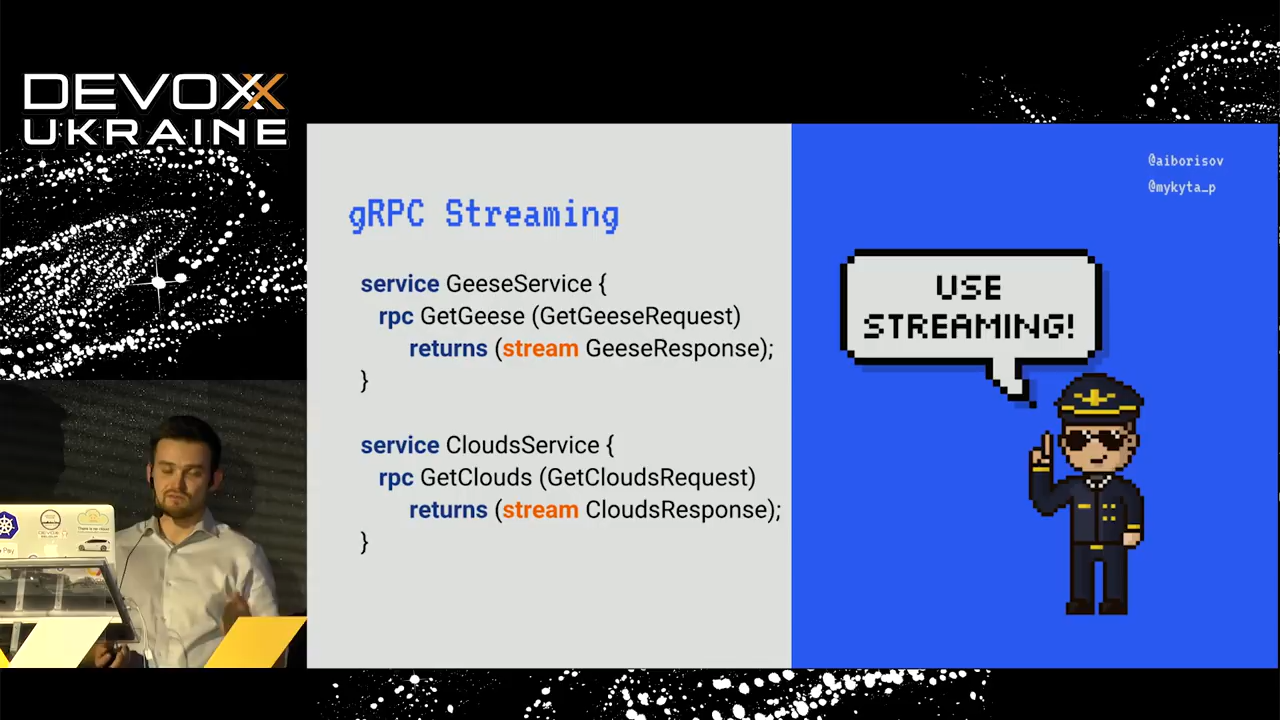 DEVOXX
UKRAINE
@aiborisov
@mykyta_p
gRPC Streaming
service GeeseService {
rpc GetGeese (GetGeeseRequest)
returns (stream GeeseResponse);
}
service CloudsService {
rpc GetClouds (GetCloudsRequest)
returns (stream CloudsResponse);
}
USE
STREAMING!
Pay